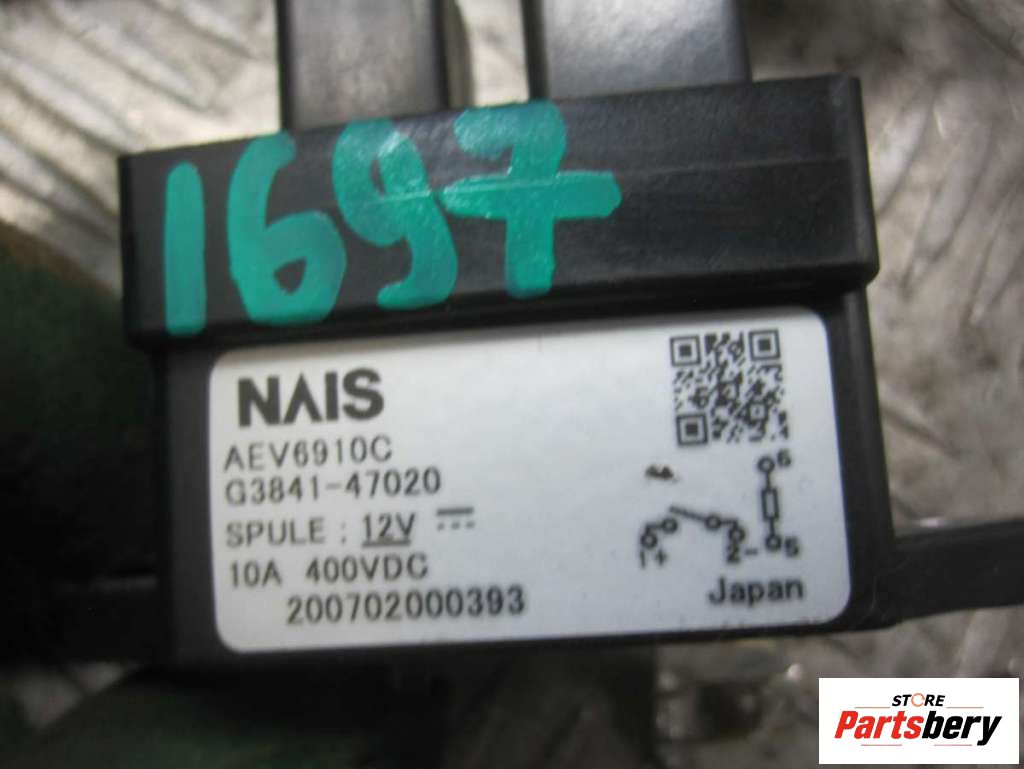 1697
NAIS
AEV6910C
G3841-47020
SPULE : 12V
10A 400VDC
200702000393
6
1+
2-
5
Japan
STORE
Partsbery